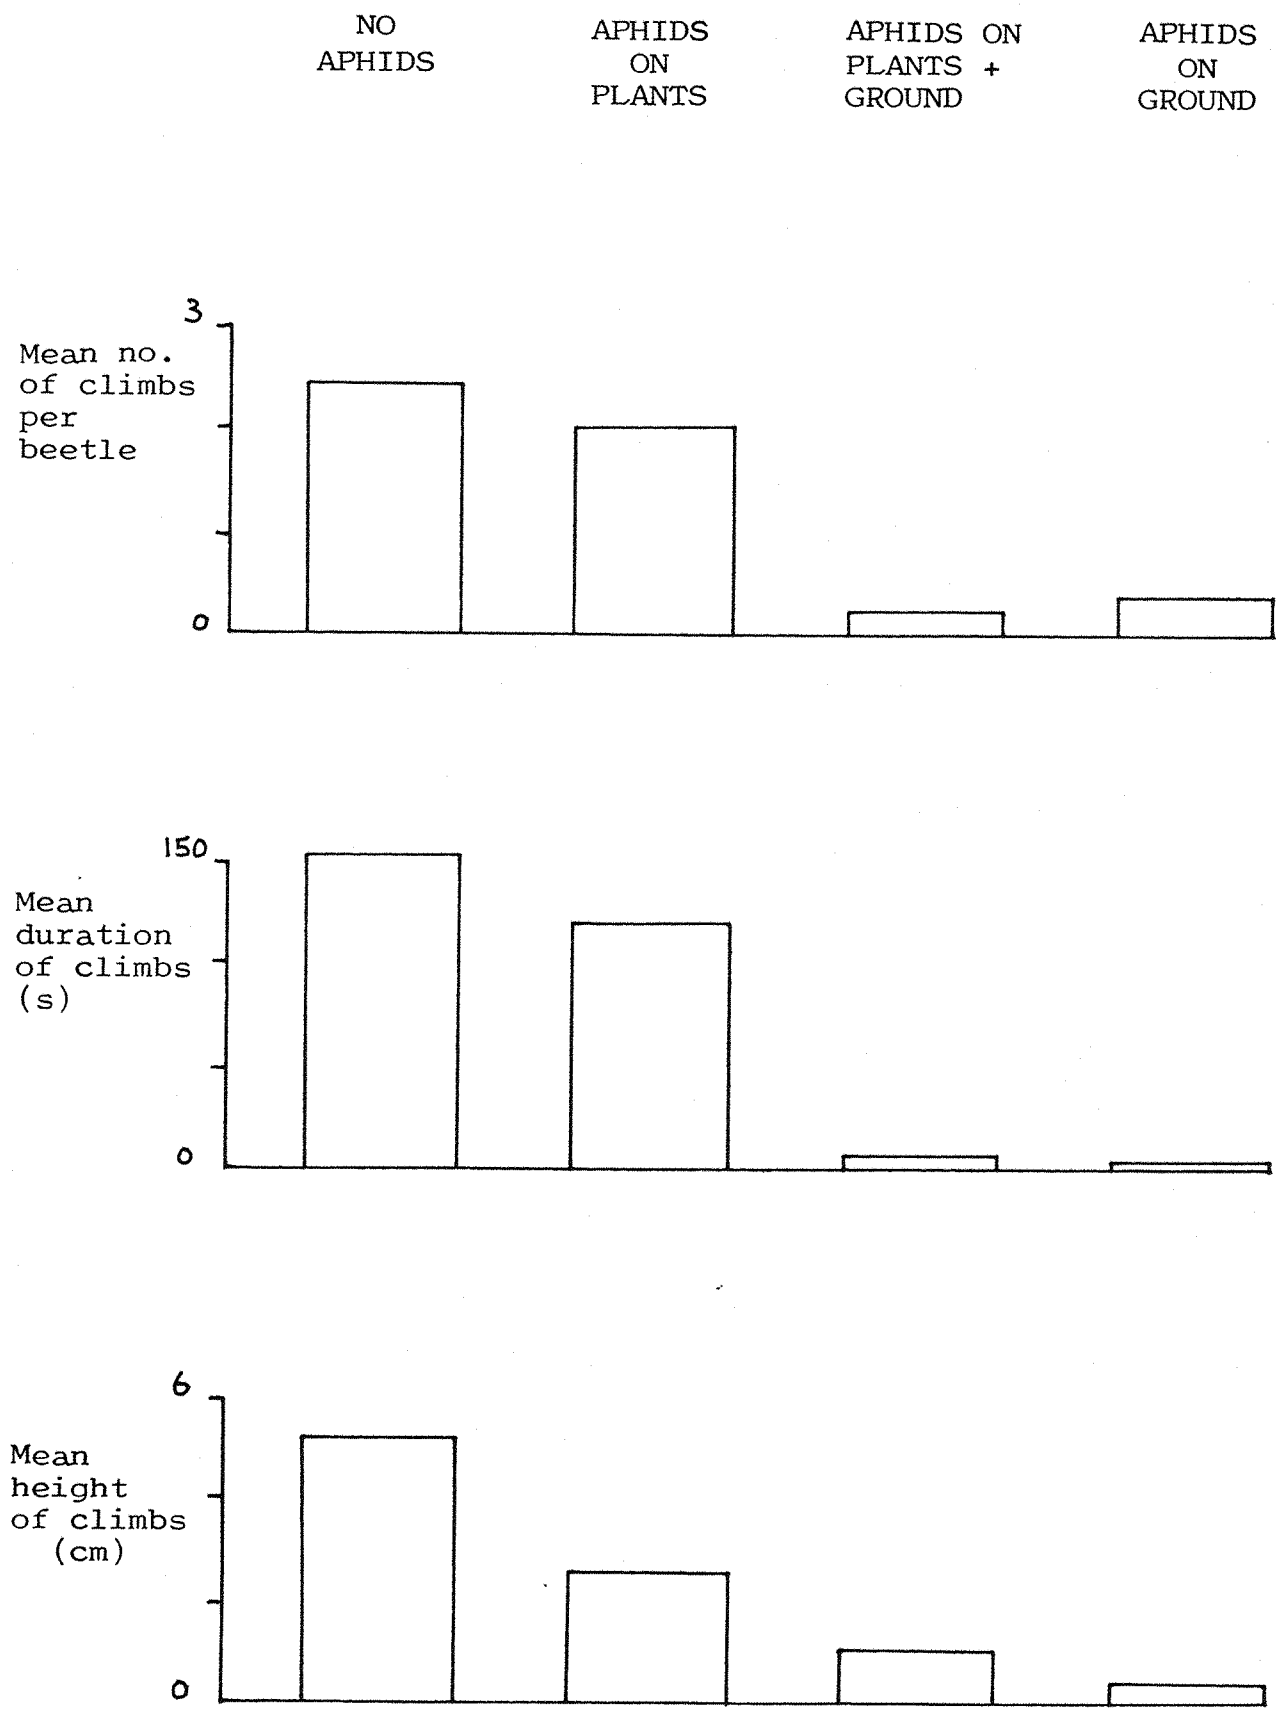 NO
APHIDS
APHIDS
ON
PLANTS
APHIDS ON
PLANTS +
GROUND
APHIDS
ON
GROUND
3
Mean no.
of climbs
per
beetle
0
150
Mean
duration
of climbs
(s)
0
6
Mean
height
of climbs
(cm)
0